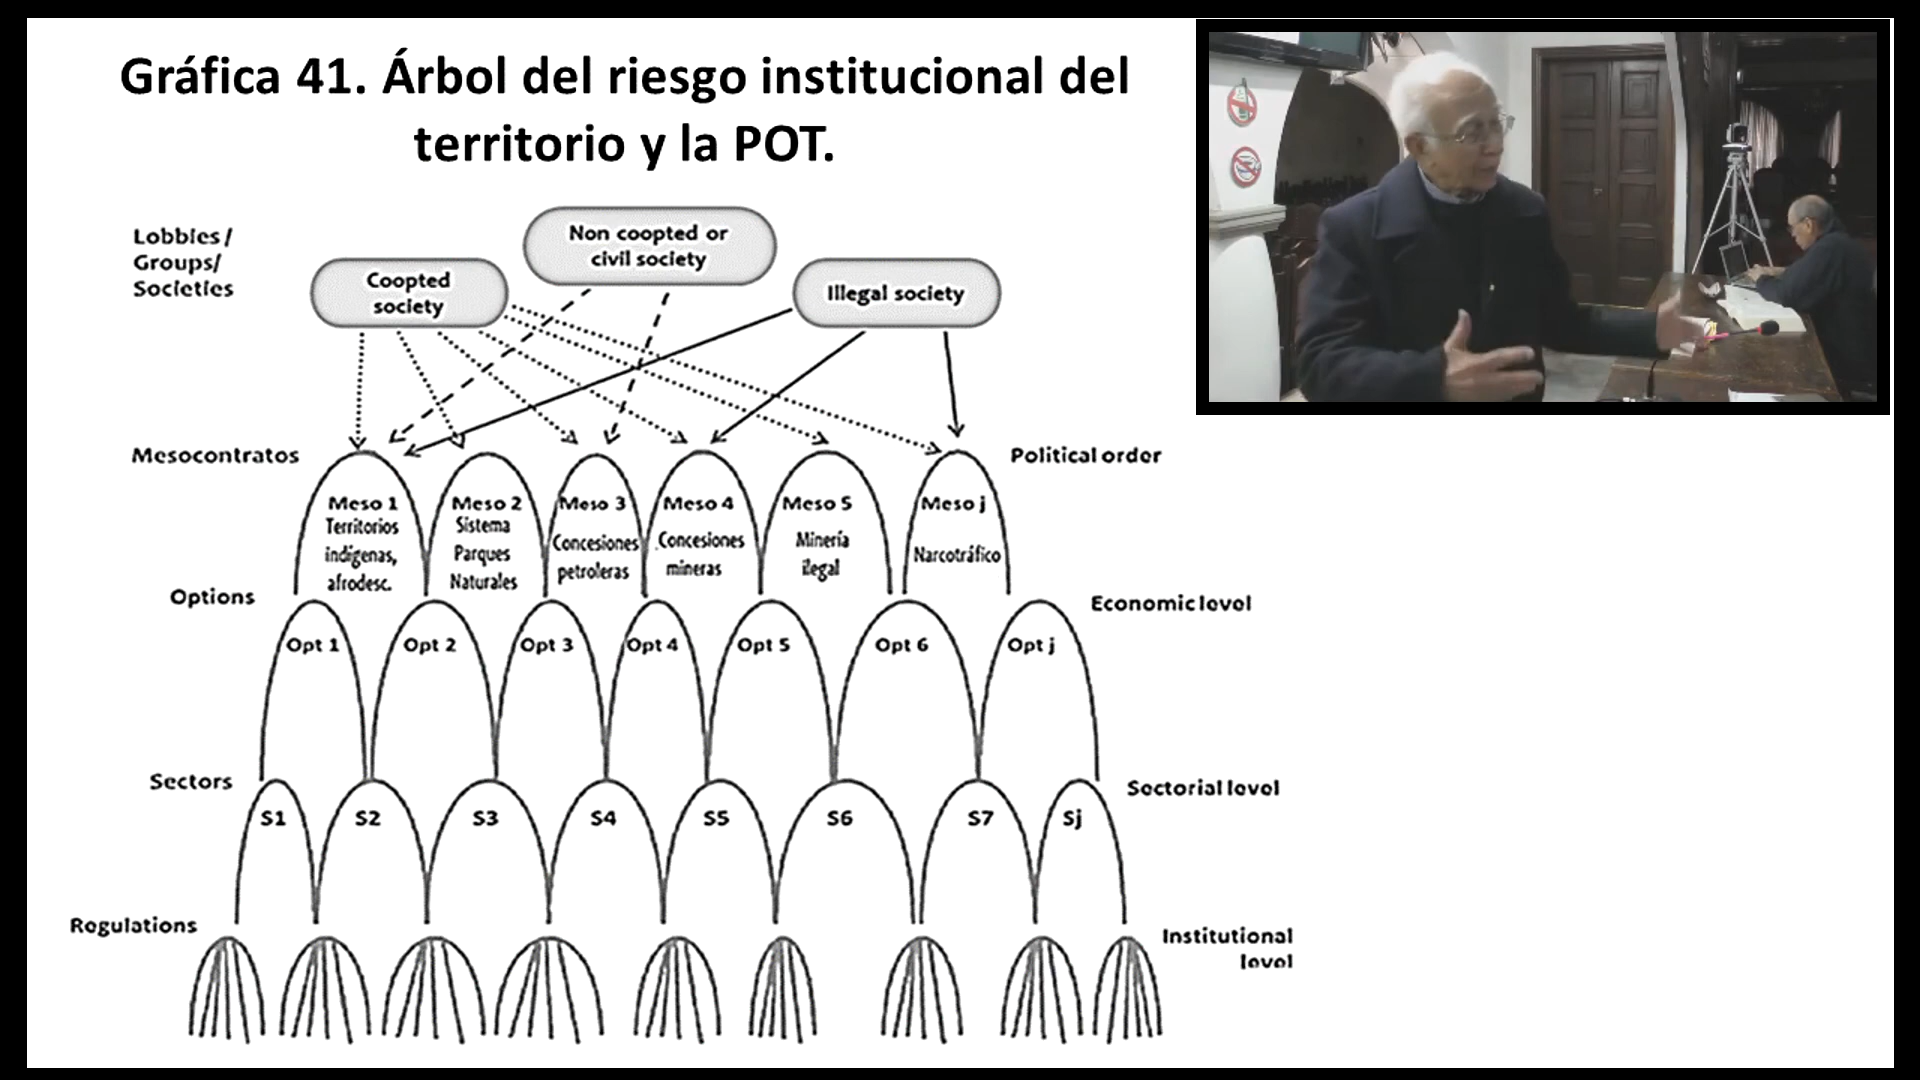 Gráfica 41. Árbol del riesgo institucional del
territorio y la POT.
Lobbies/
Groups/
Societies
Non coopted or
civil society
Coopted
society
Illegal society
Mesocontratos
Political order
Meso 1
Territorios
indígenas,
afrodesc.
Meso 2
Sistema
Parques
Naturales
Meso 3
Concesiones
petroleras
Meso 4
Concesiones
mineras
Meso 5
Minería
ilegal
Meso j
Narcotráfico
Options
Economic level
Opt 1
Opt 2
Opt 3
Opt 4
Opt 5
Opt 6
Opt j
Sectors
Sectorial level
S1
S2
S3
S4
S5
S6
S7
Sj
Regulations
Institutional
level